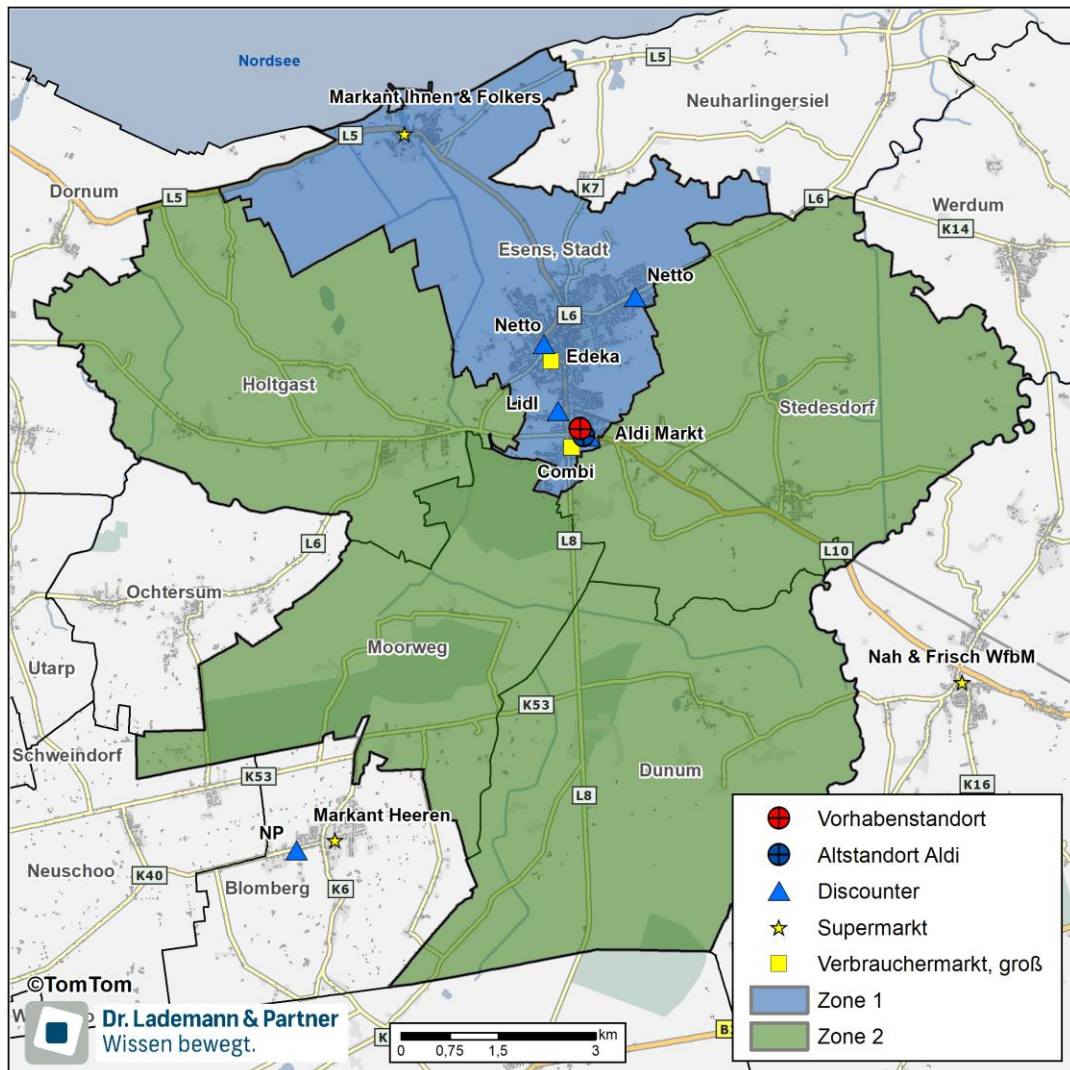 Nordsee
L5
Markant Ihnen & Folkers
Neuharlingersiel
L5
Dornum
L5
K7
L6
Werdum
K14
Esens, Stadt
Netto
Netto
L6
Edeka
Holtgast
Lidl
Stedesdorf
Aldi Markt
Combi
L6
L8
L10
Ochtersum
Moorweg
Utarp
Nah & Frisch WfbM
K53
Schweindorf
K53
Dunum
K16
L8
Markant Heeren
NP
Neuschoo
K40
Blomberg
K6
Vorhabenstandort
Altstandort Aldi
Discounter
Supermarkt
Verbrauchermarkt, groß
Zone 1
Zone 2
©TomTom
Dr. Lademann & Partner
Wissen bewegt.
km
0 0,75 1,5 3